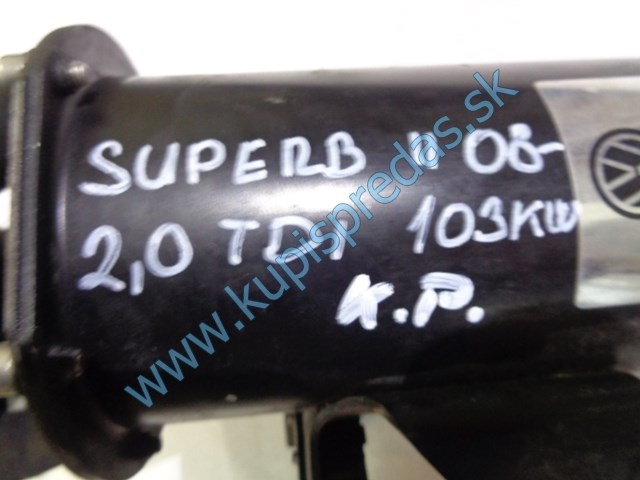 SUPERB II 08-
2,0 TDI 103KW
K.P.
www.kupispredas.sk